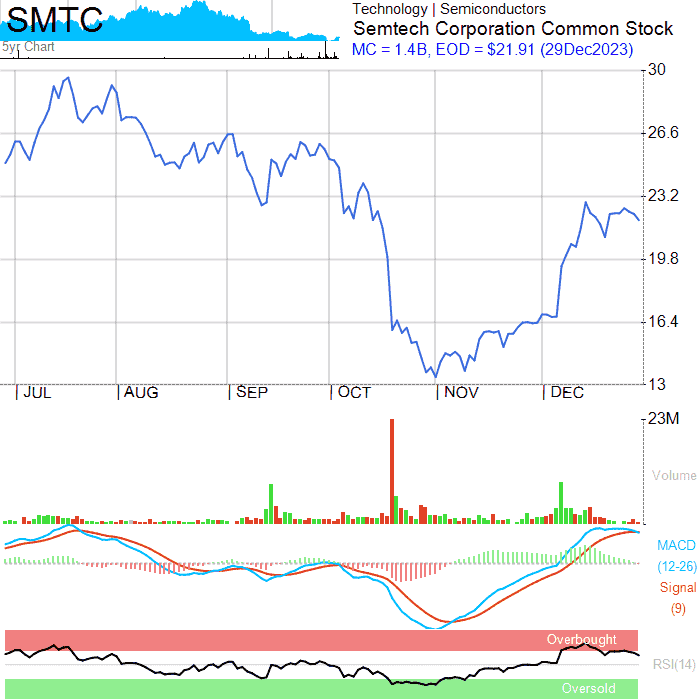 SMTC
5yr Chart
Technology | Semiconductors
Semtech Corporation Common Stock
MC = 1.4B, EOD = $21.91 (29Dec2023)
30
26.6
23.2
19.8
16.4
13
JUL AUG SEP OCT NOV DEC
23M
Volume
MACD
(12-26)
Signal
(9)
Overbought
RSI(14)
Oversold